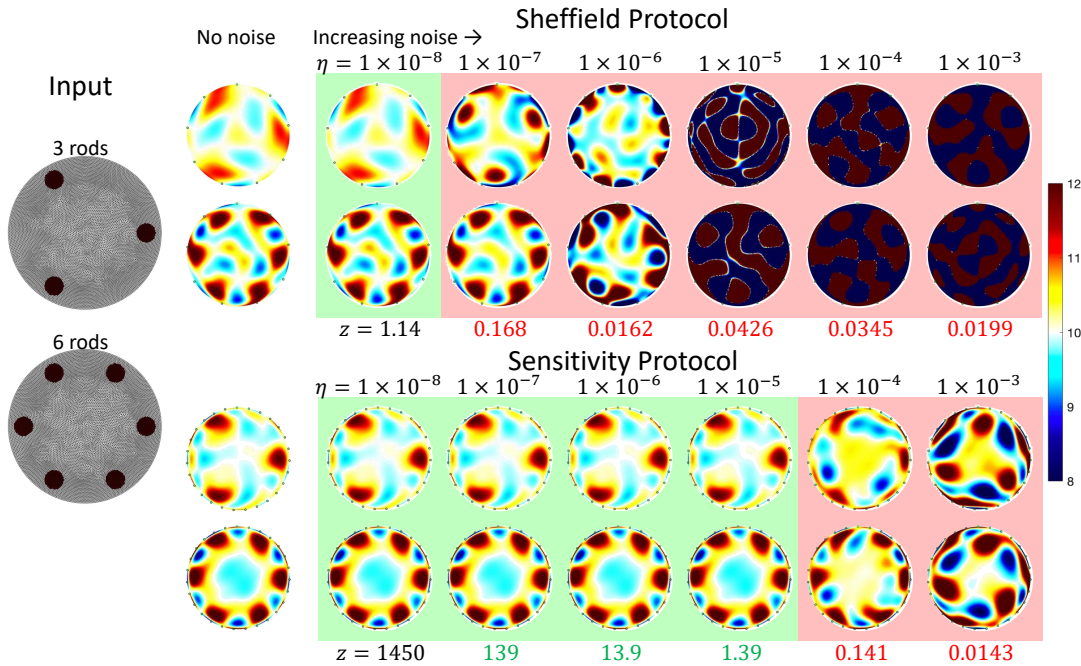 Sheffield Protocol
No noise
Increasing noise →
Input
η = 1 × 10⁻⁸ 1 × 10⁻⁷ 1 × 10⁻⁶ 1 × 10⁻⁵ 1 × 10⁻⁴ 1 × 10⁻³
3 rods
z = 1.14 0.168 0.0162 0.0426 0.0345 0.0199
6 rods
Sensitivity Protocol
η = 1 × 10⁻⁸ 1 × 10⁻⁷ 1 × 10⁻⁶ 1 × 10⁻⁵ 1 × 10⁻⁴ 1 × 10⁻³
z = 1450 139 13.9 1.39 0.141 0.0143
12
11
10
9
8